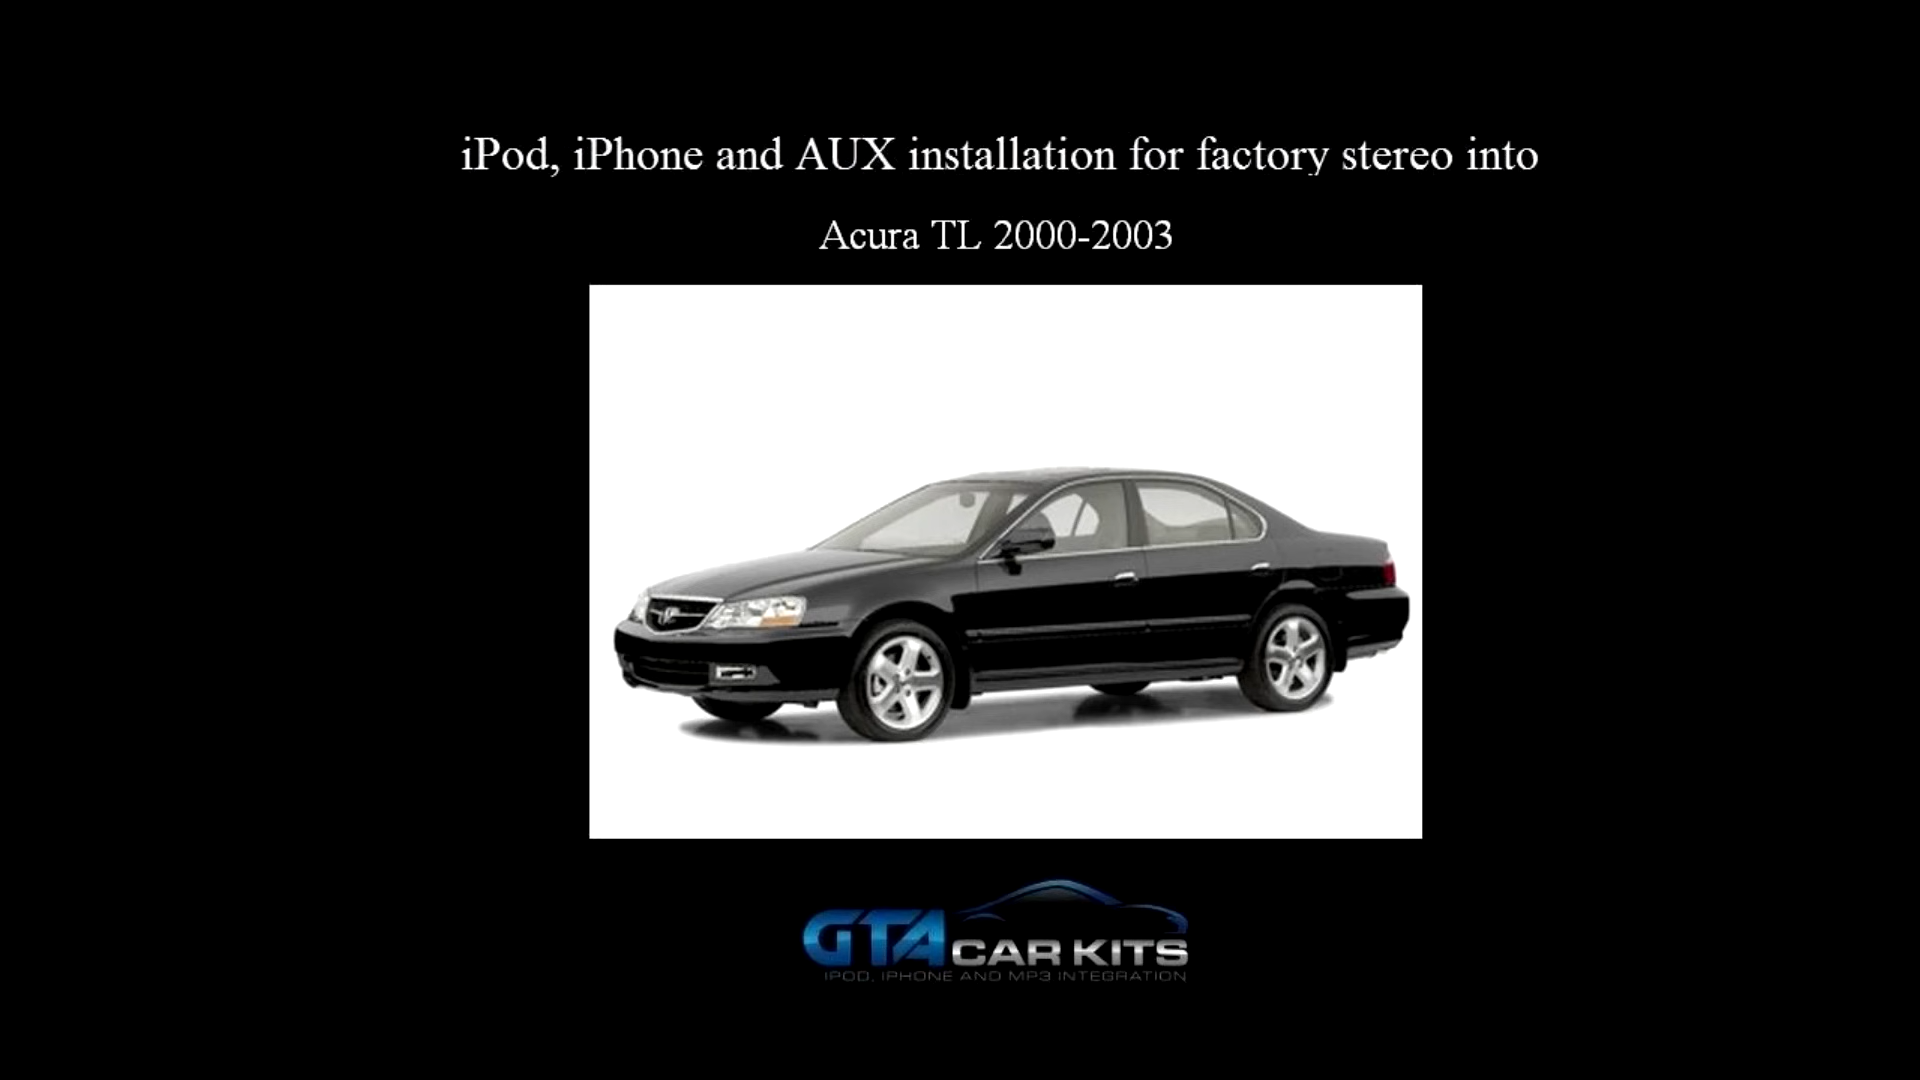 iPod, iPhone and AUX installation for factory stereo into
Acura TL 2000-2003
GTA CAR KITS
IPOD, IPHONE AND MP3 INTEGRATION